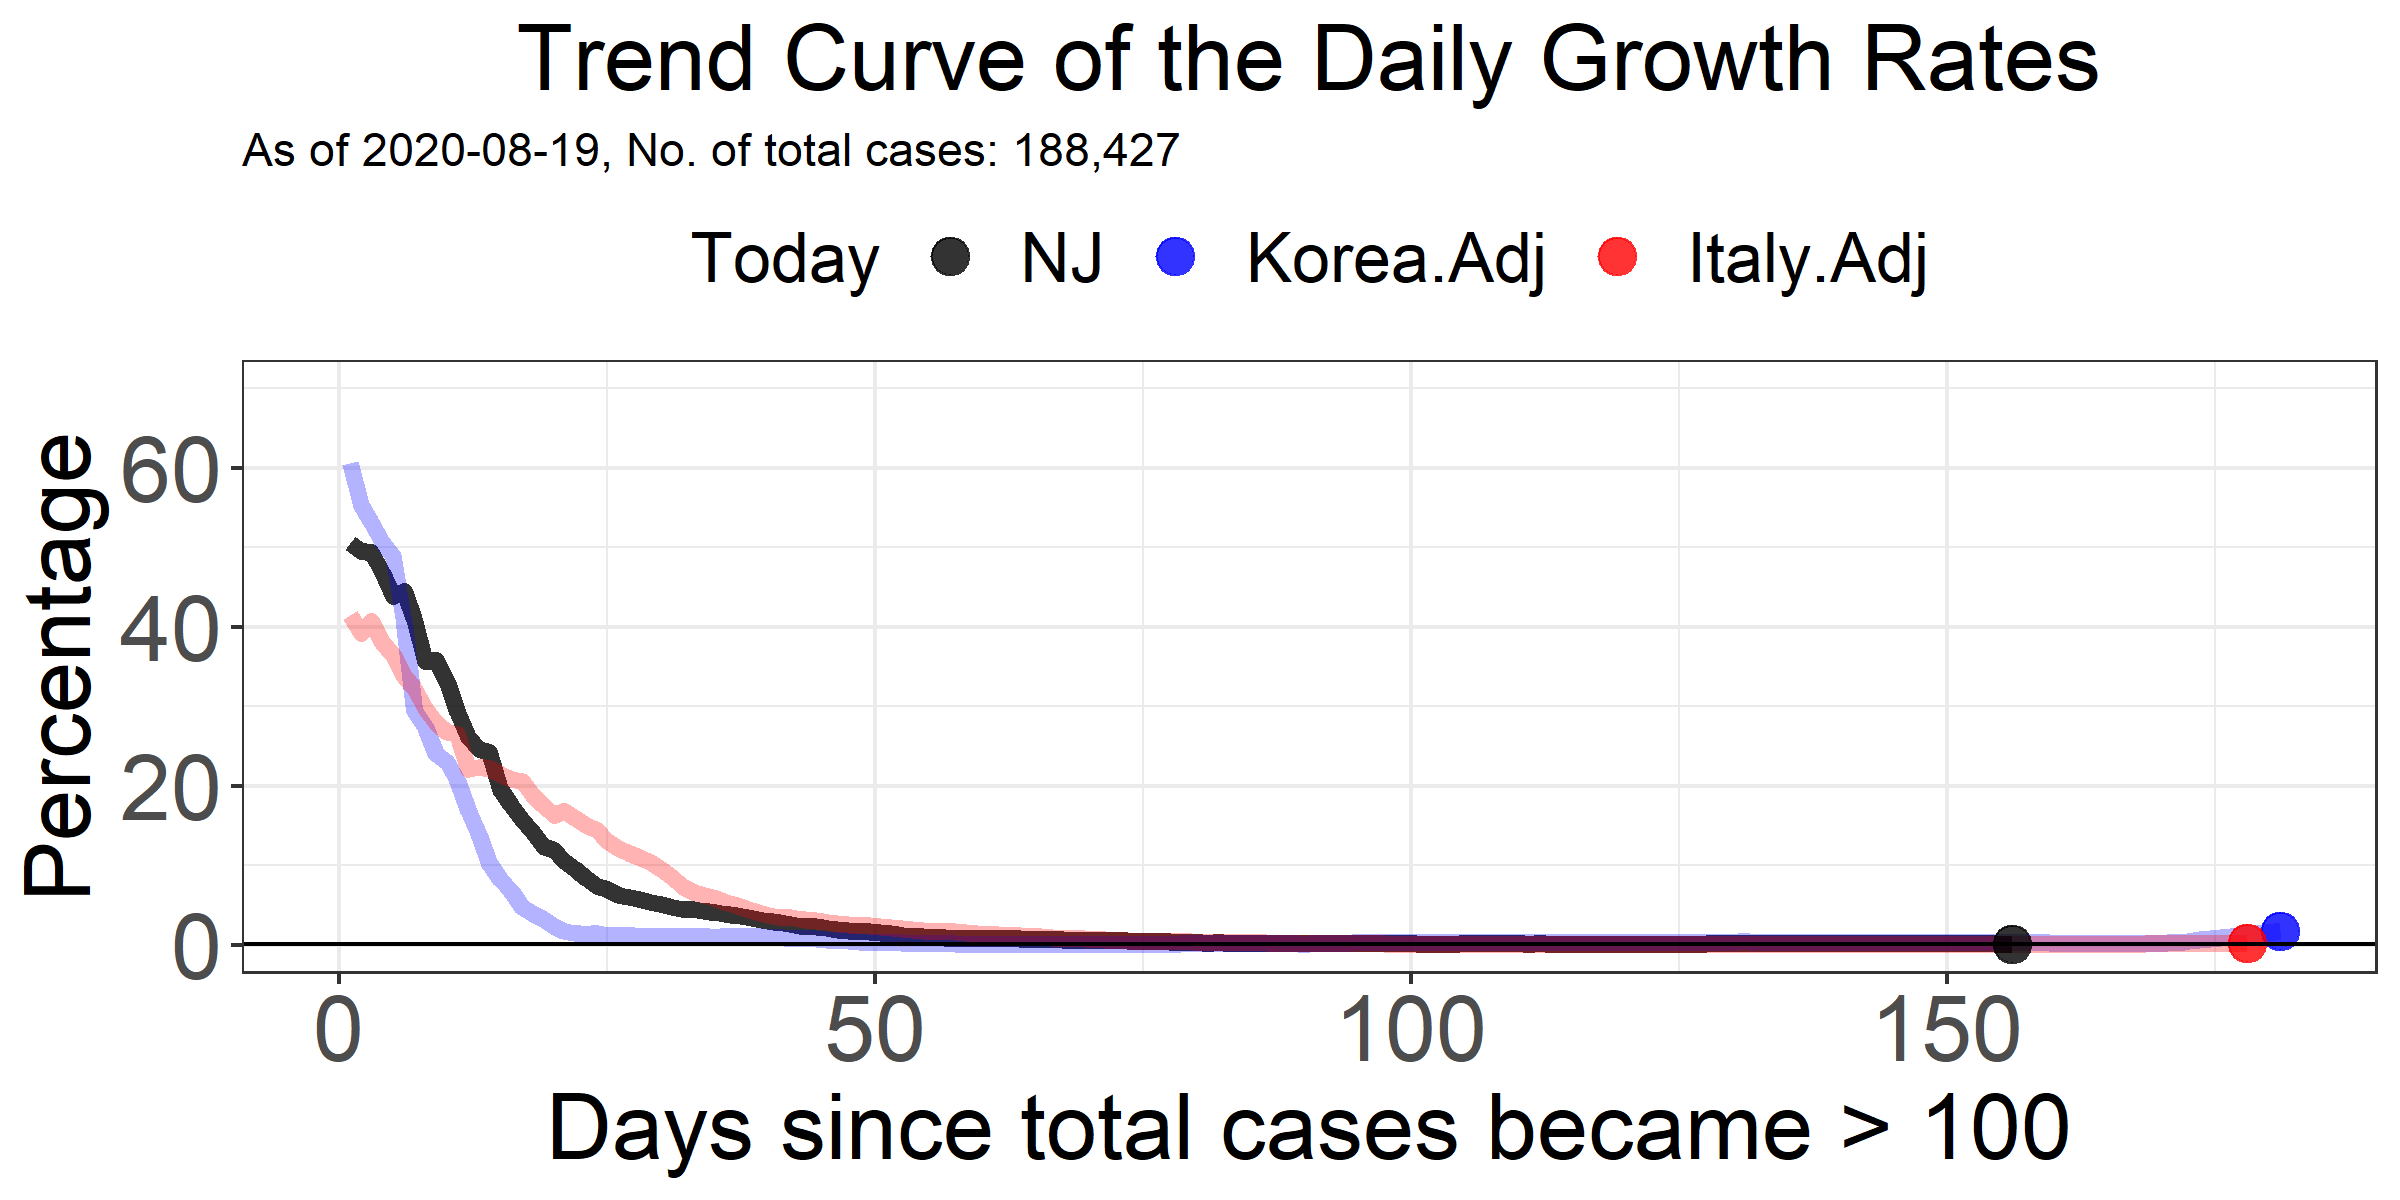 Trend Curve of the Daily Growth Rates
As of 2020-08-19, No. of total cases: 188,427
Today NJ Korea.Adj Italy.Adj
Percentage
60
40
20
0
0 50 100 150
Days since total cases became > 100